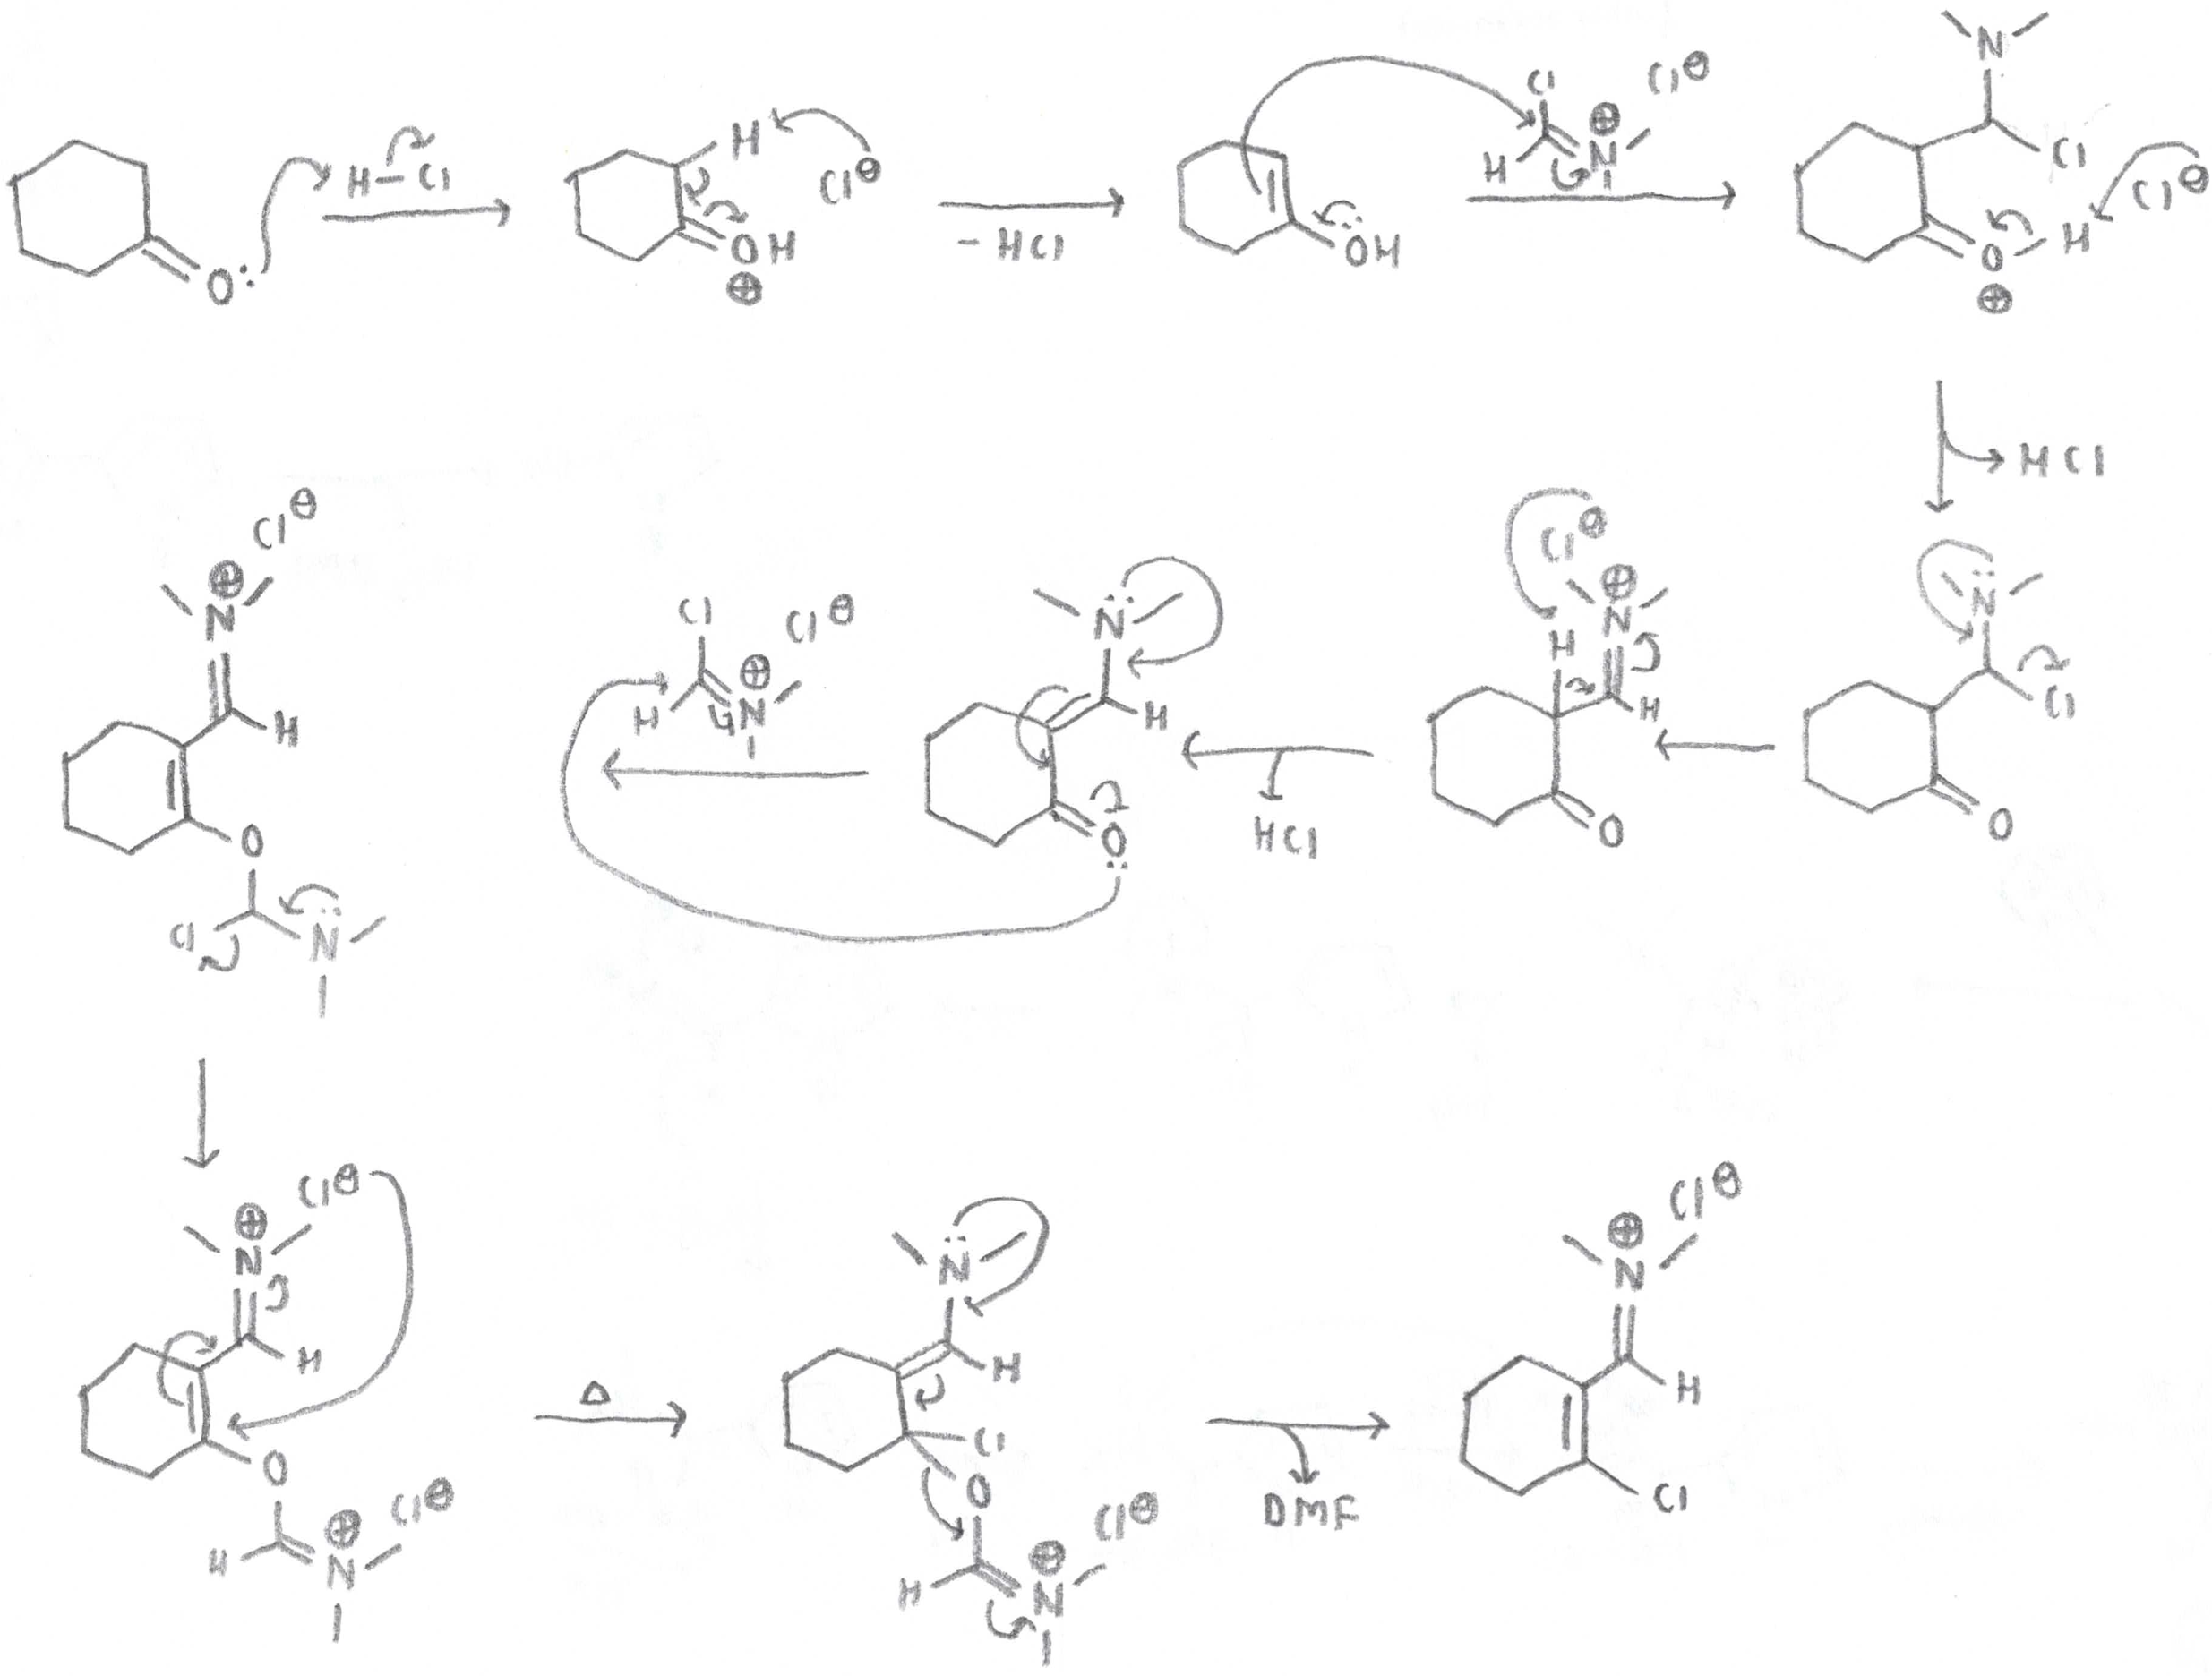 N
Cl Cl⊖
H H–Cl H ⊕
Cl⊖ H N Cl Cl⊖
- HCl
O: OH ⊕ OH O–H ⊕
HCl
Cl⊖ Cl⊖
⊕ ⊕
N Cl Cl⊖ N H N N
H ⊕ N H H Cl
O HCl
Cl N O O O
Cl⊖ Cl⊖
⊕ ⊕
N N N
H Δ H H
Cl
O O DMF Cl
Cl⊖ Cl⊖
H ⊕ N H ⊕ N